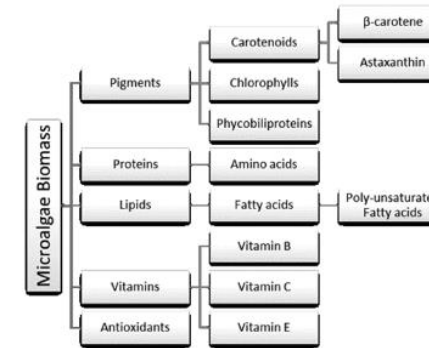 Microalgae Biomass
Pigments
Carotenoids
β-carotene
Astaxanthin
Chlorophylls
Phycobiliproteins
Proteins
Amino acids
Lipids
Fatty acids
Poly-unsaturate
Fatty acids
Vitamins
Vitamin B
Vitamin C
Vitamin E
Antioxidants